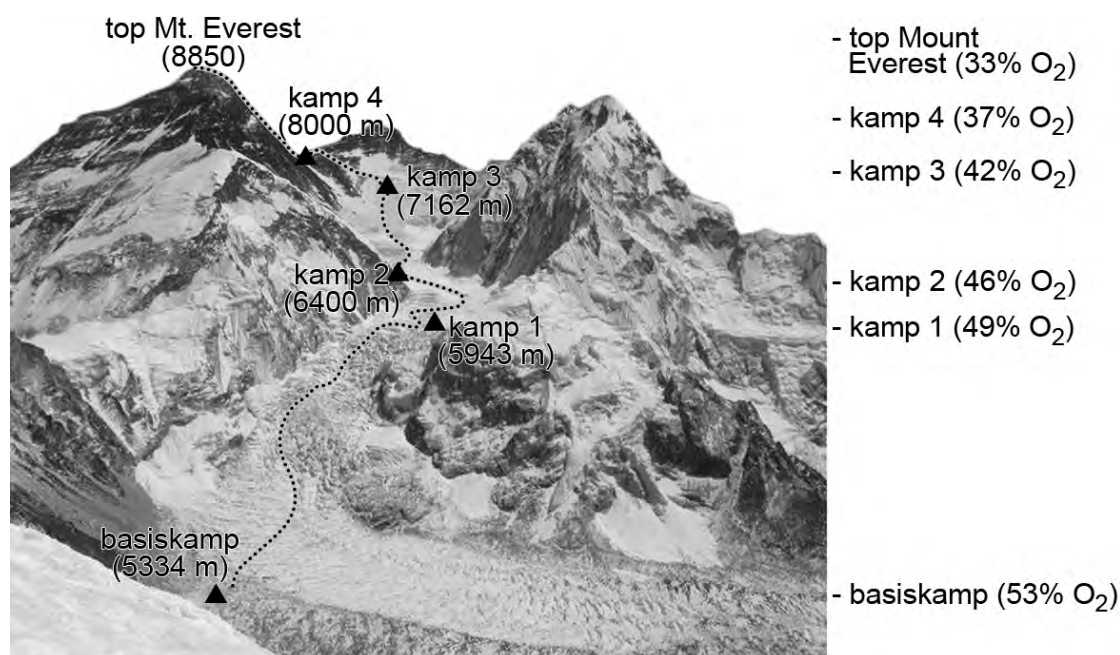 top Mt. Everest
(8850)
kamp 4
(8000 m)
kamp 3
(7162 m)
kamp 2
(6400 m)
kamp 1
(5943 m)
basiskamp
(5334 m)
- top Mount
Everest (33% O₂)
- kamp 4 (37% O₂)
- kamp 3 (42% O₂)
- kamp 2 (46% O₂)
- kamp 1 (49% O₂)
- basiskamp (53% O₂)